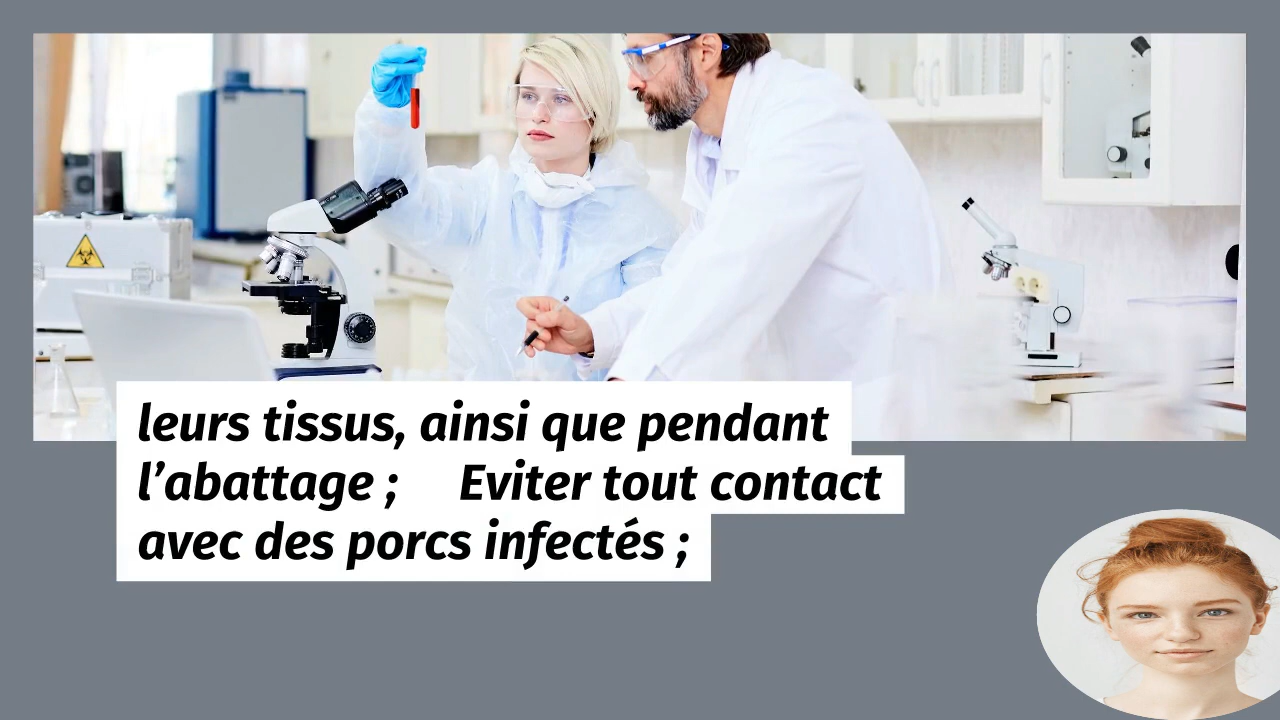 leurs tissus, ainsi que pendant
l’abattage ; Eviter tout contact
avec des porcs infectés ;